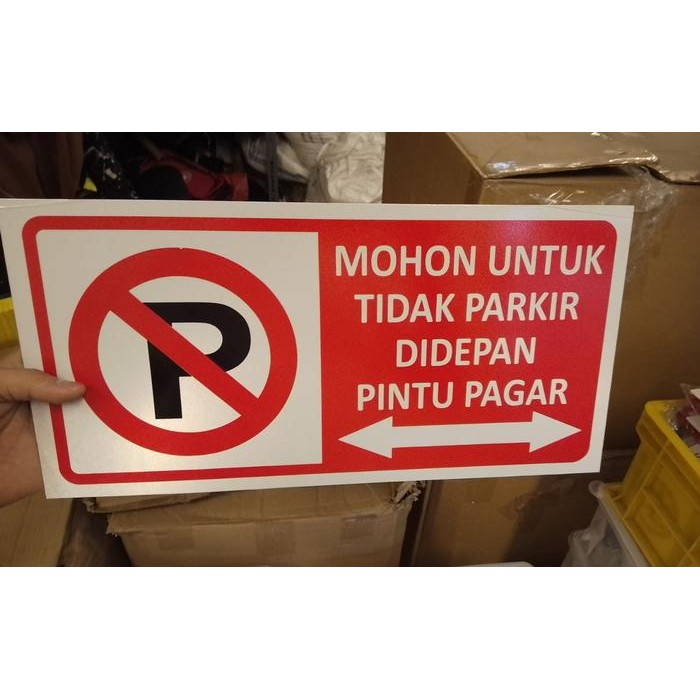 P
MOHON UNTUK
TIDAK PARKIR
DIDEPAN
PINTU PAGAR